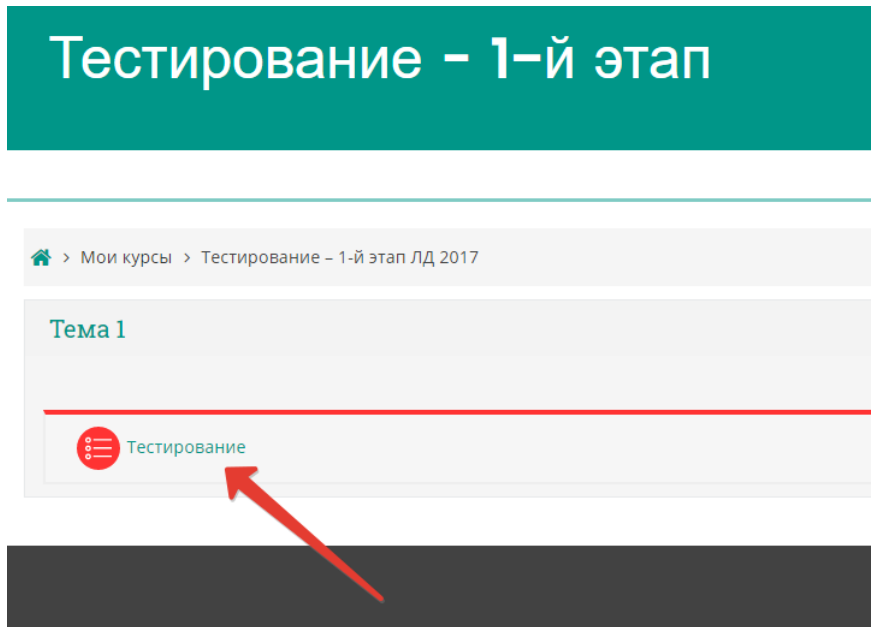 Тестирование - 1-й этап
Мои курсы > Тестирование – 1-й этап ЛД 2017
Тема 1
Тестирование